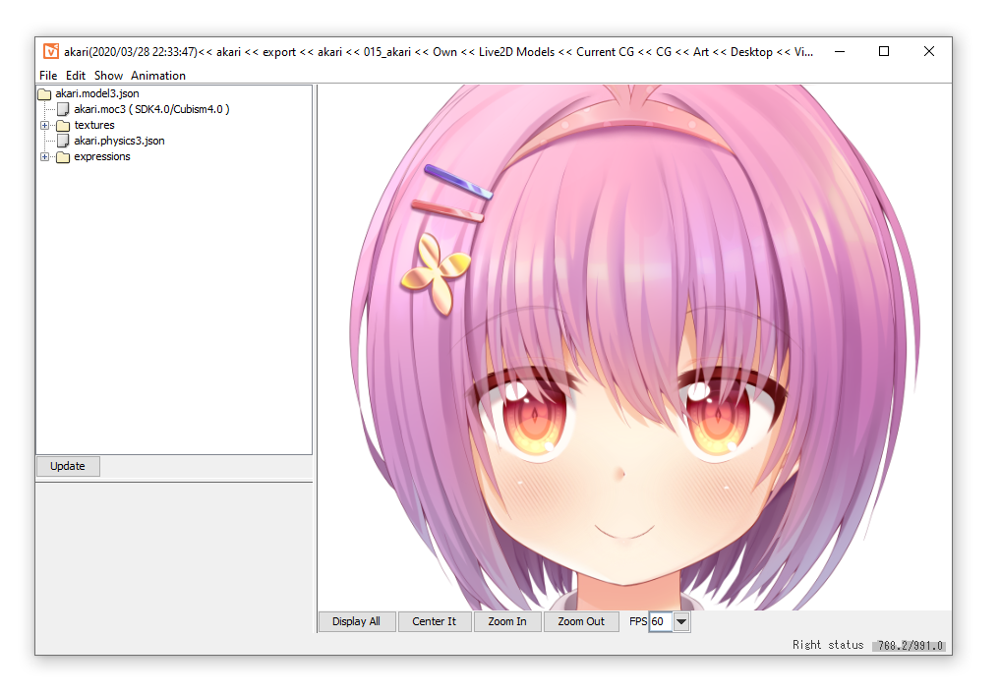 akari(2020/03/28 22:33:47)<< akari << export << akari << 015_akari << Own << Live2D Models << Current CG << CG << Art << Desktop << Vi...
File Edit Show Animation
akari.model3.json
akari.moc3 ( SDK4.0/Cubism4.0 )
textures
akari.physics3.json
expressions
Update
Display All Center It Zoom In Zoom Out FPS 60
Right status 768.2/991.0